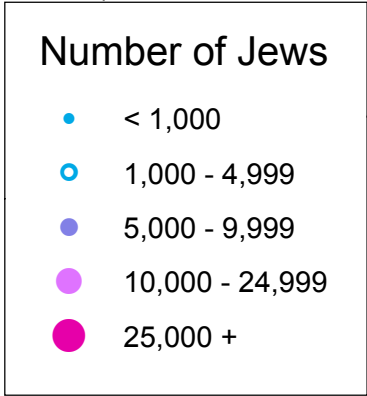 Number of Jews
< 1,000
1,000 - 4,999
5,000 - 9,999
10,000 - 24,999
25,000 +